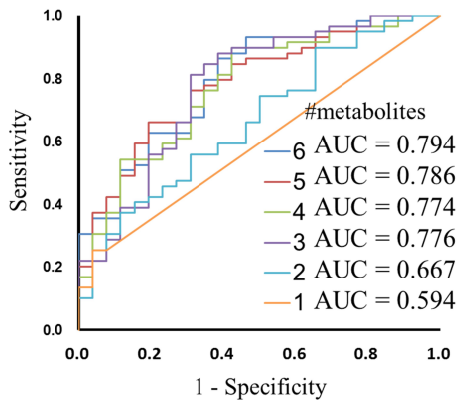 1.0
0.8
0.6
0.4
0.2
0.0
Sensitivity
#metabolites
6 AUC = 0.794
5 AUC = 0.786
4 AUC = 0.774
3 AUC = 0.776
2 AUC = 0.667
1 AUC = 0.594
0.0 0.2 0.4 0.6 0.8 1.0
1 - Specificity